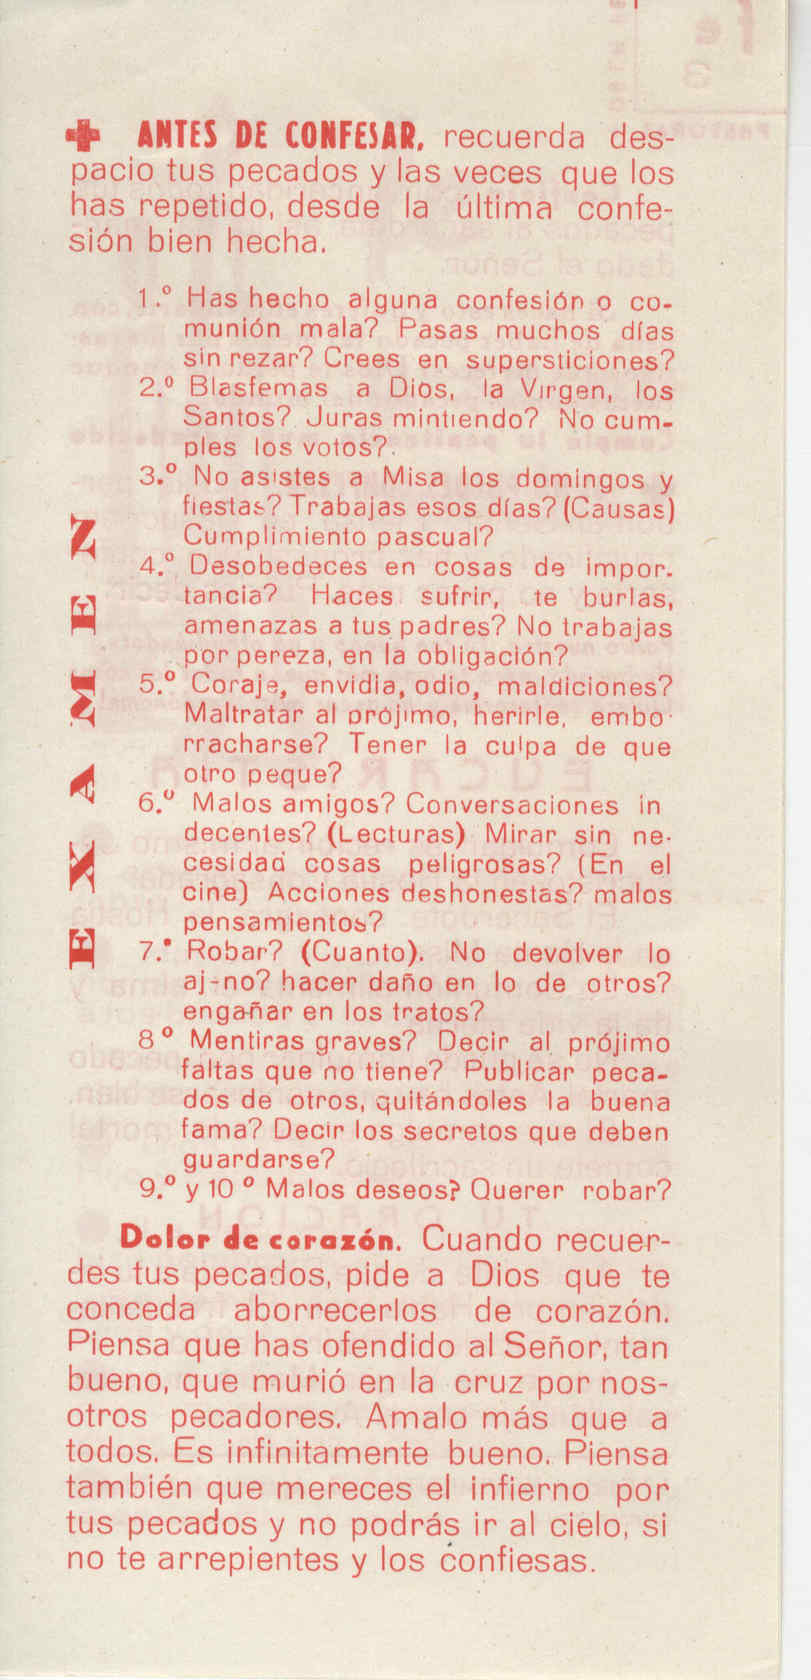 ✚ ANTES DE CONFESAR, recuerda des-
pacio tus pecados y las veces que los
has repetido, desde la última confe-
sión bien hecha.
EXAMEN
1.º Has hecho alguna confesión o co-
munión mala? Pasas muchos días
sin rezar? Crees en supersticiones?
2.º Blasfemas a Dios, la Virgen, los
Santos? Juras mintiendo? No cum-
ples los votos?
3.º No asistes a Misa los domingos y
fiestas? Trabajas esos días? (Causas)
Cumplimiento pascual?
4.º Desobedeces en cosas de impor.
tancia? Haces sufrir, te burlas,
amenazas a tus padres? No trabajas
por pereza, en la obligación?
5.º Coraje, envidia, odio, maldiciones?
Maltratar al prójimo, herirle, embo
rracharse? Tener la culpa de que
otro peque?
6.º Malos amigos? Conversaciones in
decentes? (Lecturas) Mirar sin ne-
cesidad cosas peligrosas? (En el
cine) Acciones deshonestas? malos
pensamientos?
7.º Robar? (Cuanto). No devolver lo
aj-no? hacer daño en lo de otros?
engañar en los tratos?
8º Mentiras graves? Decir al prójimo
faltas que no tiene? Publicar peca-
dos de otros, quitándoles la buena
fama? Decir los secretos que deben
guardarse?
9.º y 10º Malos deseos? Querer robar?
Dolor de corazón. Cuando recuer-
des tus pecados, pide a Dios que te
conceda aborrecerlos de corazón.
Piensa que has ofendido al Señor, tan
bueno, que murió en la cruz por nos-
otros pecadores. Amalo más que a
todos. Es infinitamente bueno. Piensa
también que mereces el infierno por
tus pecados y no podrás ir al cielo, si
no te arrepientes y los confiesas.